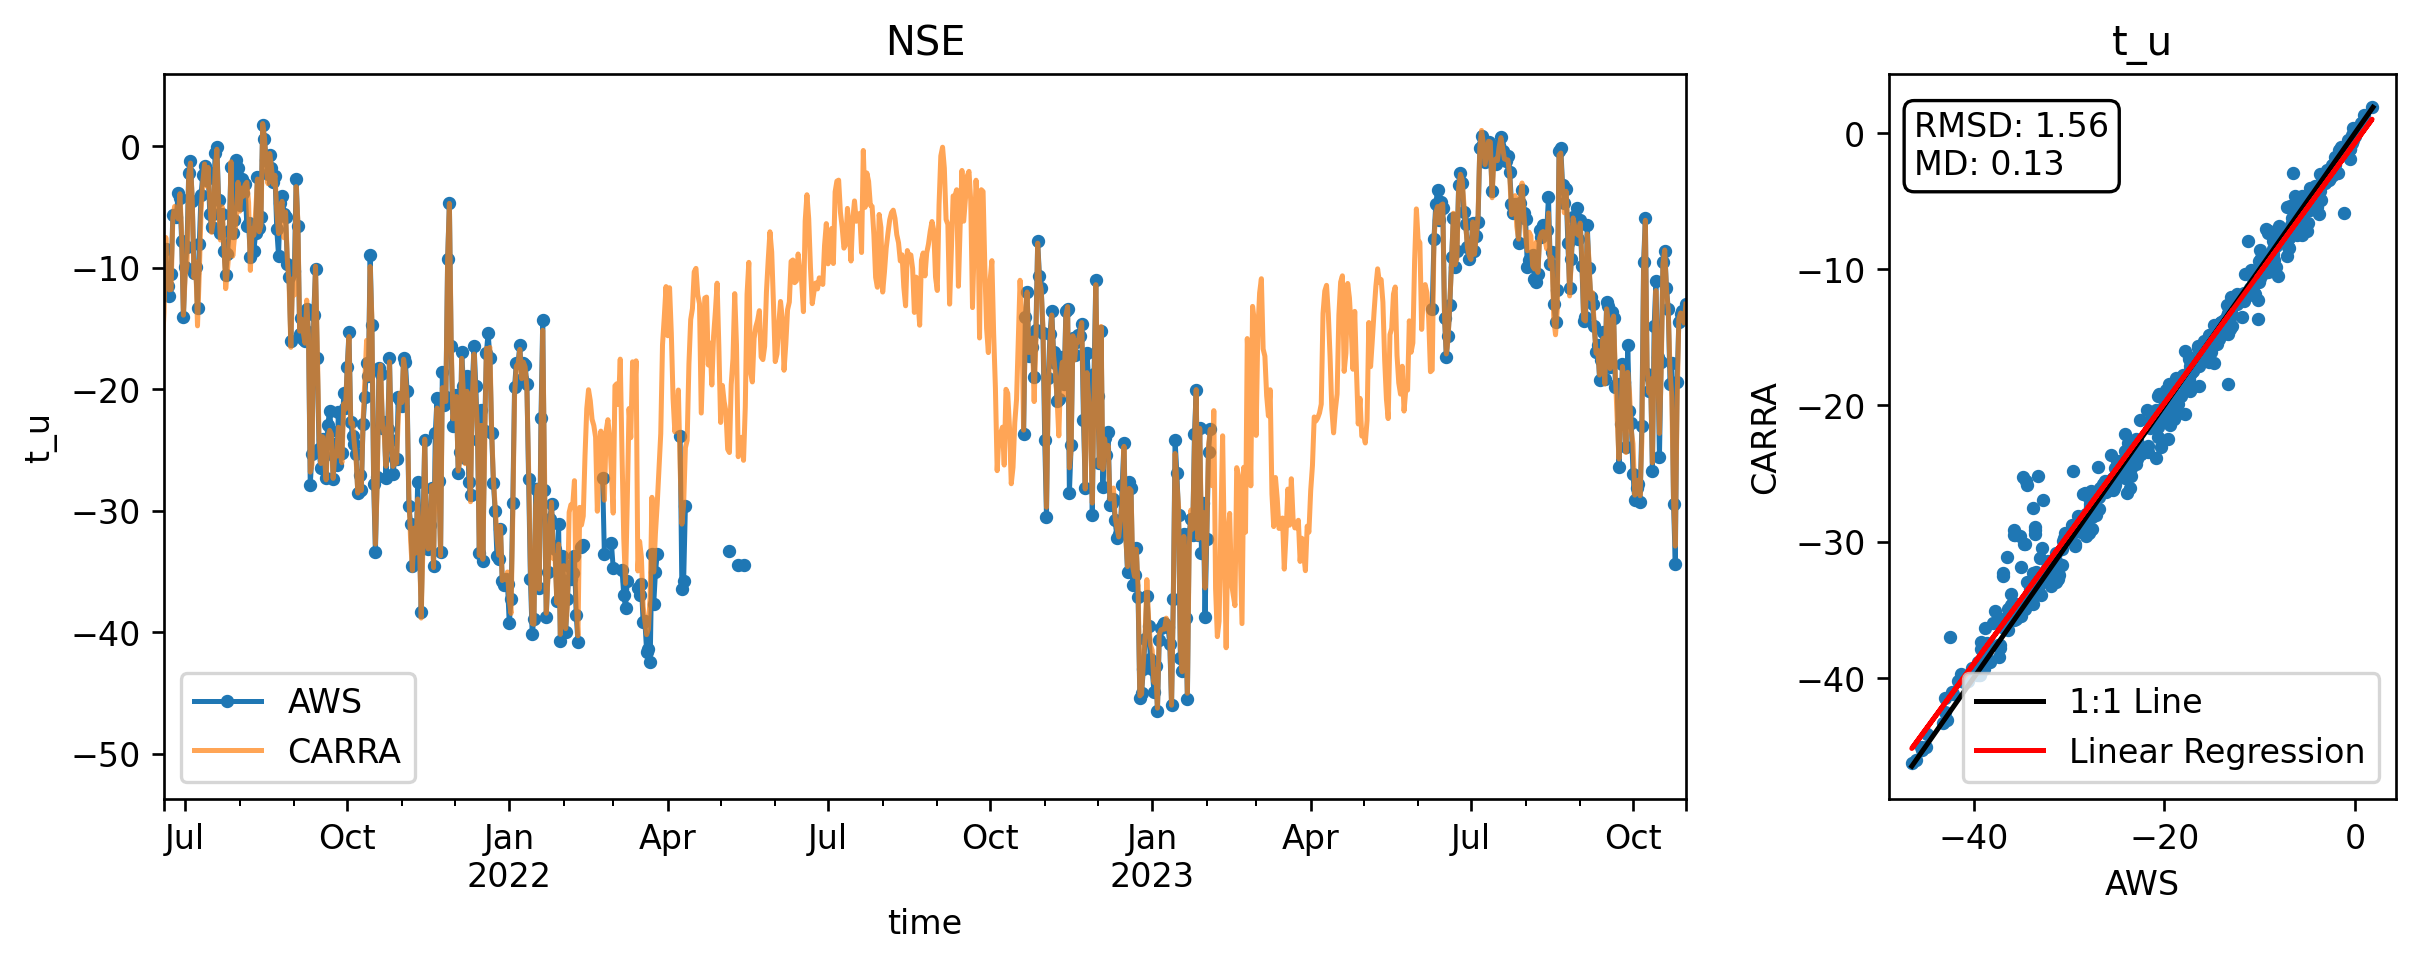 NSE
t_u
0
−10
−20
−30
−40
−50
AWS
CARRA
Jul
Oct
Jan
2022
Apr
Jul
Oct
Jan
2023
Apr
Jul
Oct
time
t_u
RMSD: 1.56
MD: 0.13
CARRA
0
−10
−20
−30
−40
1:1 Line
Linear Regression
−40
−20
0
AWS